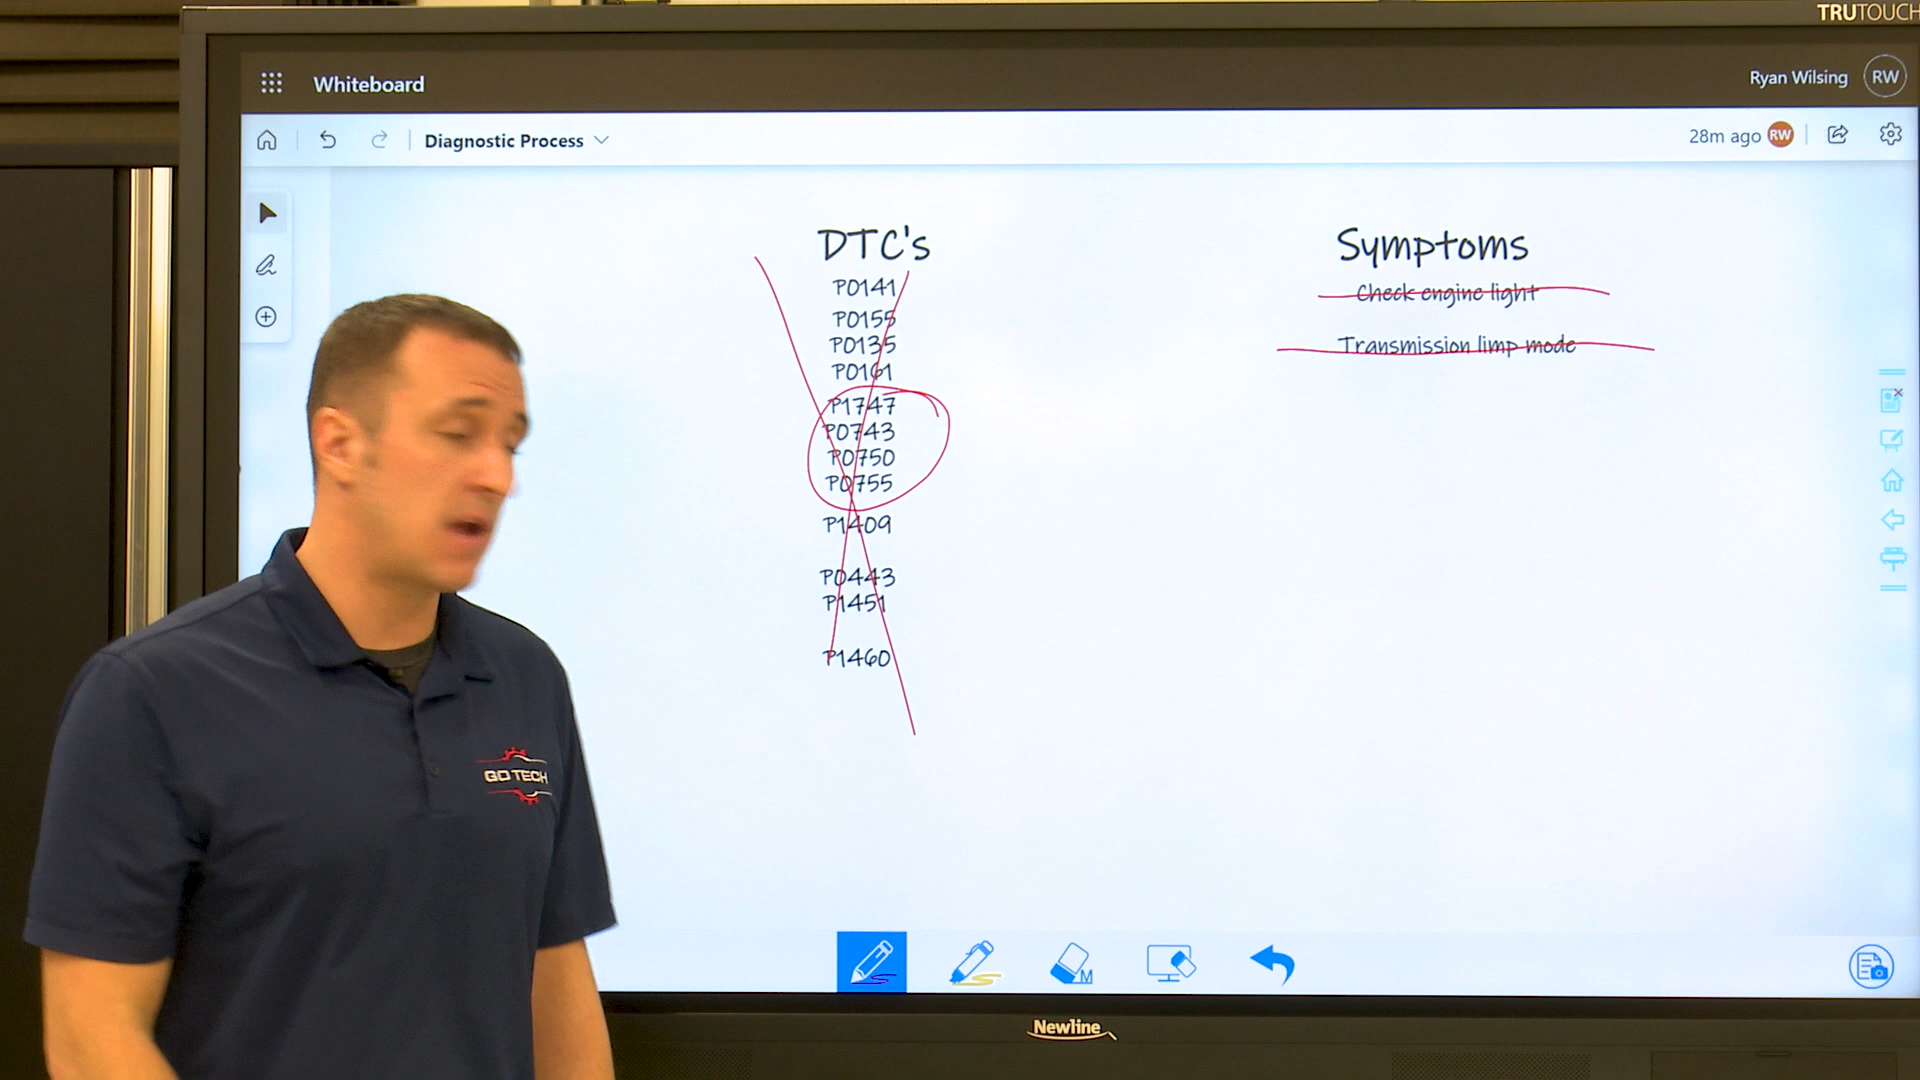 TRUTOUCH
Whiteboard
Ryan Wilsing RW
Diagnostic Process
28m ago RW
DTC's
P0141
P0155
P0135
P0161
P1747
P0743
P0750
P0755
P1409
P0443
P1451
P1460
Symptoms
Check engine light
Transmission limp mode
GO TECH
M
Newline